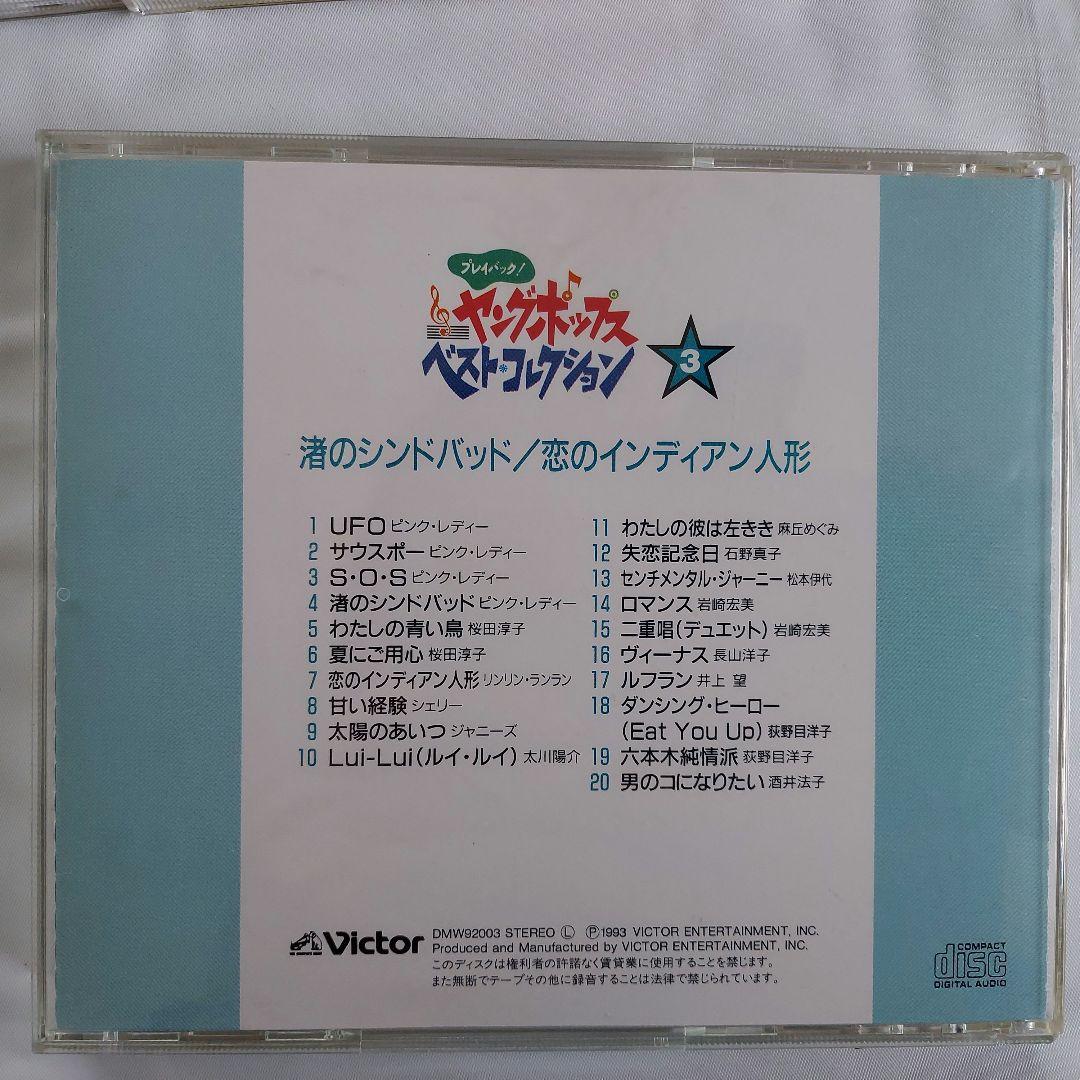 プレイバック!
ヤングポップス
ベスト・コレクション
3
渚のシンドバッド/恋のインディアン人形
1 UFO ピンク・レディー
2 サウスポー ピンク・レディー
3 S・O・S ピンク・レディー
4 渚のシンドバッド ピンク・レディー
5 わたしの青い鳥 桜田淳子
6 夏にご用心 桜田淳子
7 恋のインディアン人形 リンリン・ランラン
8 甘い経験 シェリー
9 太陽のあいつ ジャニーズ
10 Lui-Lui(ルイ・ルイ) 太川陽介
11 わたしの彼は左きき 麻丘めぐみ
12 失恋記念日 石野真子
13 センチメンタル・ジャーニー 松本伊代
14 ロマンス 岩崎宏美
15 二重唱(デュエット) 岩崎宏美
16 ヴィーナス 長山洋子
17 ルフラン 井上 望
18 ダンシング・ヒーロー
(Eat You Up) 荻野目洋子
19 六本木純情派 荻野目洋子
20 男のコになりたい 酒井法子
Victor
DMW92003 STEREO Ⓛ Ⓟ1993 VICTOR ENTERTAINMENT, INC.
Produced and Manufactured by VICTOR ENTERTAINMENT, INC.
このディスクは権利者の許諾なく賃貸業に使用することを禁じます。
また無断でテープその他に録音することは法律で禁じられています。
COMPACT
disc
DIGITAL AUDIO